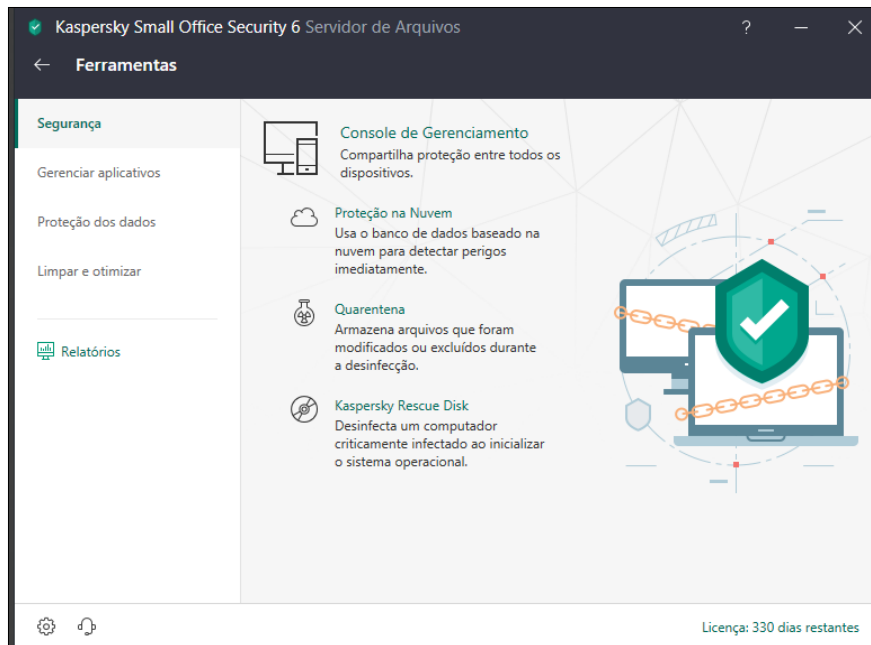 Kaspersky Small Office Security 6 Servidor de Arquivos
?
Ferramentas
Segurança
Gerenciar aplicativos
Proteção dos dados
Limpar e otimizar
Relatórios
Console de Gerenciamento
Compartilha proteção entre todos os
dispositivos.
Proteção na Nuvem
Usa o banco de dados baseado na
nuvem para detectar perigos
imediatamente.
Quarentena
Armazena arquivos que foram
modificados ou excluídos durante
a desinfecção.
Kaspersky Rescue Disk
Desinfecta um computador
criticamente infectado ao inicializar
o sistema operacional.
Licença: 330 dias restantes